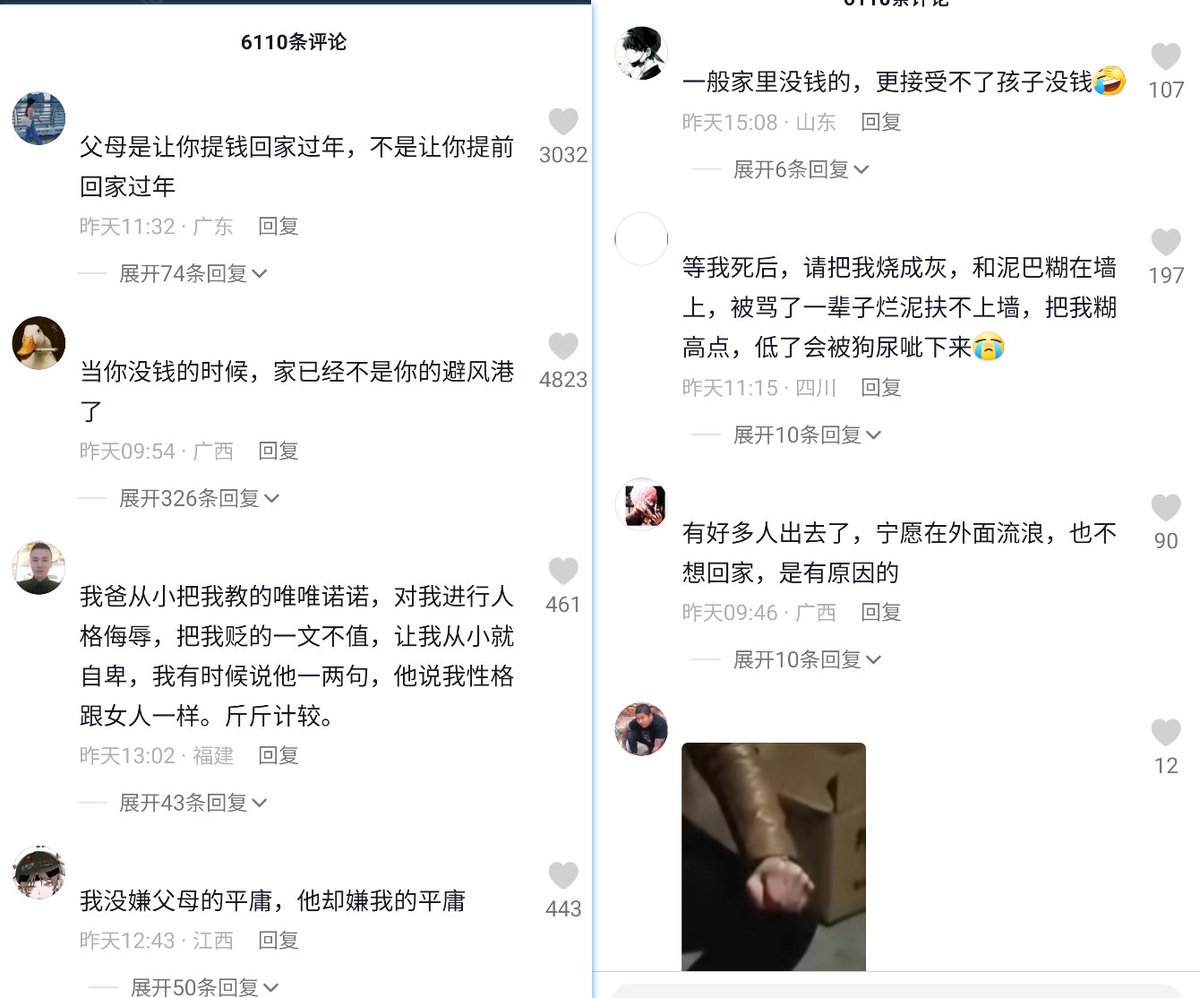 6110条评论
父母是让你提钱回家过年，不是让你提前
回家过年
3032
昨天11:32 · 广东 回复
展开74条回复
当你没钱的时候，家已经不是你的避风港
了
4823
昨天09:54 · 广西 回复
展开326条回复
我爸从小把我教的唯唯诺诺，对我进行人
格侮辱，把我贬的一文不值，让我从小就
自卑，我有时候说他一两句，他说我性格
跟女人一样。斤斤计较。
461
昨天13:02 · 福建 回复
展开43条回复
我没嫌父母的平庸，他却嫌我的平庸
443
昨天12:43 · 江西 回复
展开50条回复
6110条评论
一般家里没钱的，更接受不了孩子没钱🤣
107
昨天15:08 · 山东 回复
展开6条回复
等我死后，请把我烧成灰，和泥巴糊在墙
上，被骂了一辈子烂泥扶不上墙，把我糊
高点，低了会被狗尿呲下来😭
197
昨天11:15 · 四川 回复
展开10条回复
有好多人出去了，宁愿在外面流浪，也不
想回家，是有原因的
90
昨天09:46 · 广西 回复
展开10条回复
12